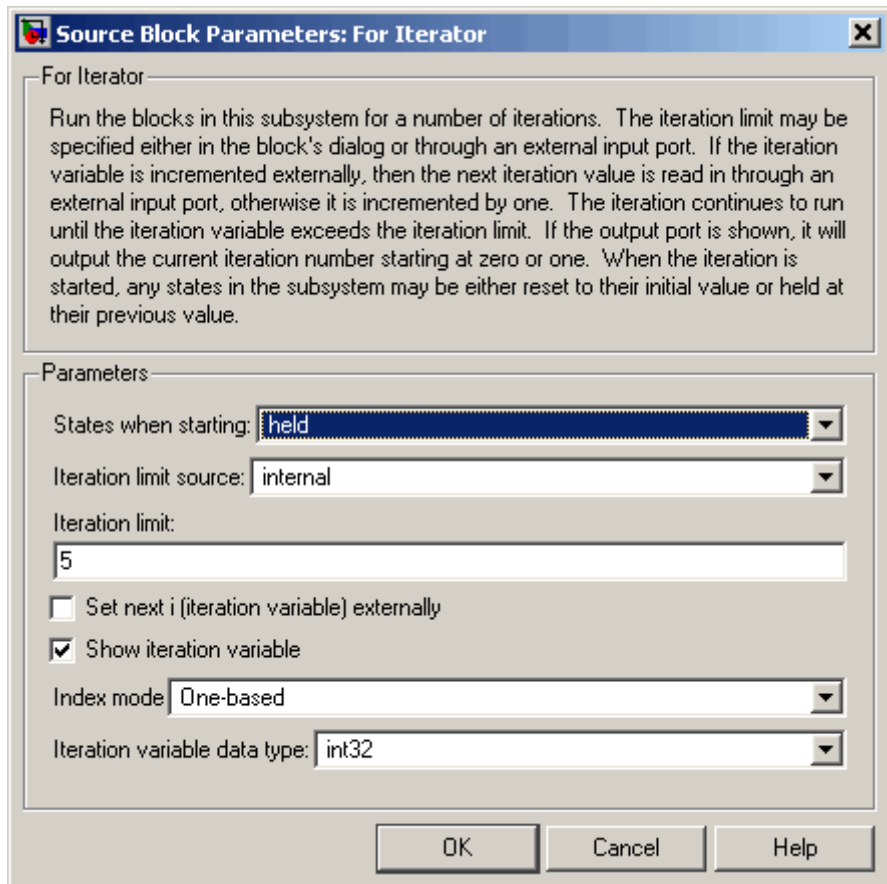 Source Block Parameters: For Iterator
For Iterator
Run the blocks in this subsystem for a number of iterations.  The iteration limit may be
specified either in the block's dialog or through an external input port.  If the iteration
variable is incremented externally, then the next iteration value is read in through an
external input port, otherwise it is incremented by one.  The iteration continues to run
until the iteration variable exceeds the iteration limit.  If the output port is shown, it will
output the current iteration number starting at zero or one.  When the iteration is
started, any states in the subsystem may be either reset to their initial value or held at
their previous value.
Parameters
States when starting: held
Iteration limit source: internal
Iteration limit:
5
Set next i (iteration variable) externally
Show iteration variable
Index mode One-based
Iteration variable data type: int32
OK Cancel Help